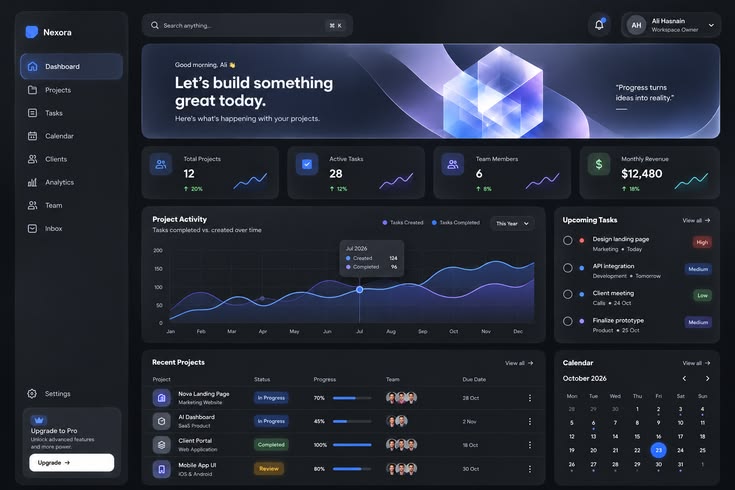 Nexora
Dashboard
Projects
Tasks
Calendar
Clients
Analytics
Team
Inbox
Settings
Upgrade to Pro
Unlock advanced features
and more power.
Upgrade →
Search anything...
⌘ K
AH
Ali Hasnain
Workspace Owner
Good morning, Ali 👋
Let's build something
great today.
Here's what's happening with your projects.
“Progress turns
ideas into reality.”
Total Projects
12
↑ 20%
Active Tasks
28
↑ 12%
Team Members
6
↑ 8%
$
Monthly Revenue
$12,480
↑ 18%
Project Activity
Tasks completed vs. created over time
Tasks Created
Tasks Completed
This Year
200
150
100
50
0
Jul 2026
Created 124
Completed 96
Jan Feb Mar Apr May Jun Jul Aug Sep Oct Nov Dec
Upcoming Tasks
View all →
Design landing page
Marketing • Today
High
API integration
Development • Tomorrow
Medium
Client meeting
Calls • 24 Oct
Low
Finalize prototype
Product • 25 Oct
Medium
Recent Projects
View all →
Project Status Progress Team Due Date
Nova Landing Page
Marketing Website
In Progress
70%
28 Oct
AI Dashboard
SaaS Product
In Progress
45%
2 Nov
Client Portal
Web Application
Completed
100%
18 Oct
Mobile App UI
iOS & Android
Review
80%
30 Oct
Calendar
View all →
October 2026
Mon Tue Wed Thu Fri Sat Sun
28 29 30 1 2 3 4
5 6 7 8 9 10 11
12 13 14 15 16 17 18
19 20 21 22 23 24 25
26 27 28 29 30 31 1